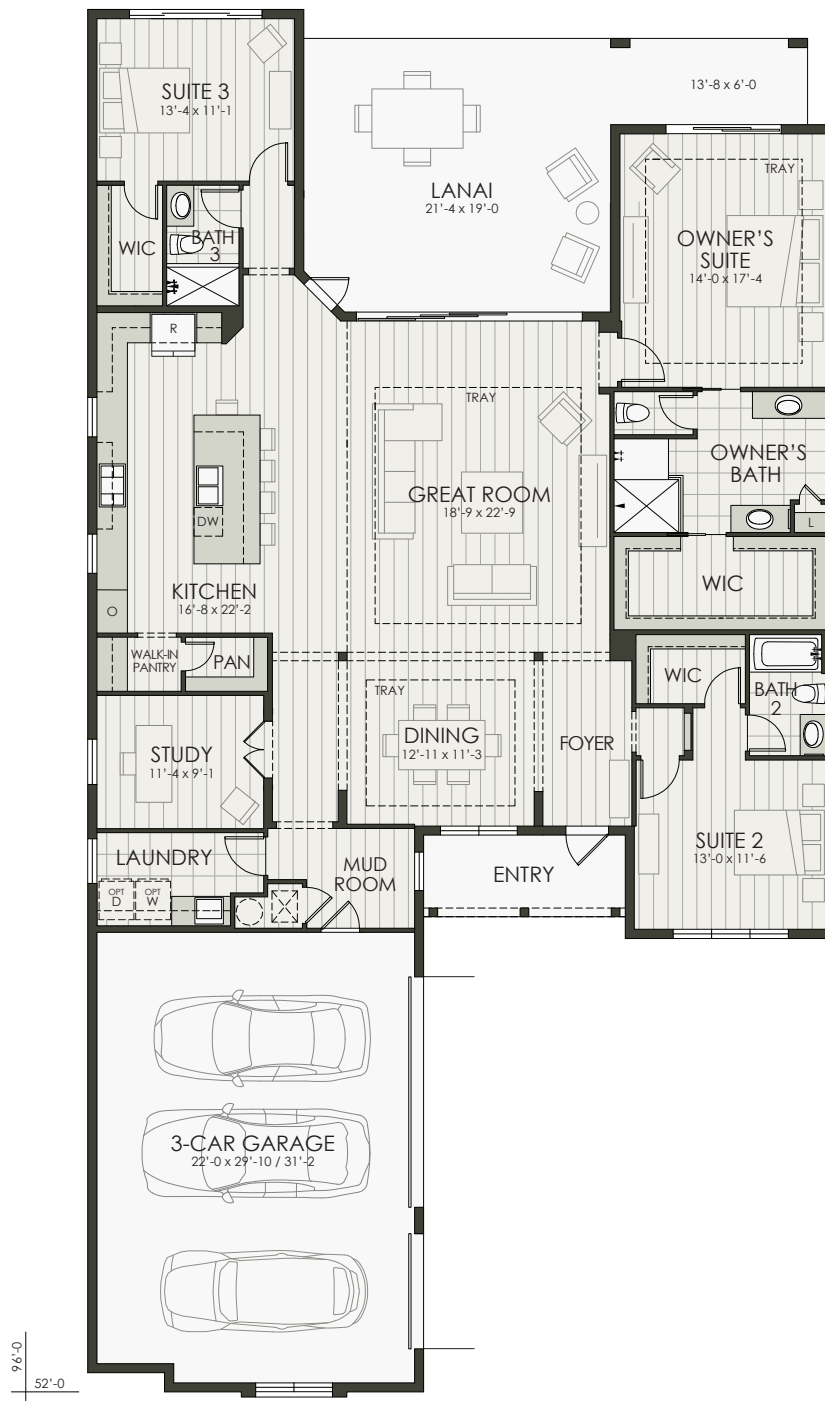 SUITE 3
13'-4 x 11'-1
13'-8 x 6'-0
TRAY
LANAI
21'-4 x 19'-0
OWNER'S
SUITE
14'-0 x 17'-4
WIC
BATH
3
R
TRAY
OWNER'S
BATH
GREAT ROOM
18'-9 x 22'-9
DW
L
KITCHEN
16'-8 x 22'-2
WIC
WALK-IN
PANTRY
PAN
WIC
BATH
2
TRAY
STUDY
11'-4 x 9'-1
DINING
12'-11 x 11'-3
FOYER
SUITE 2
13'-0 x 11'-6
LAUNDRY
MUD
ROOM
ENTRY
OPT
D
OPT
W
3-CAR GARAGE
22'-0 x 29'-10 / 31'-2
96'-0
52'-0